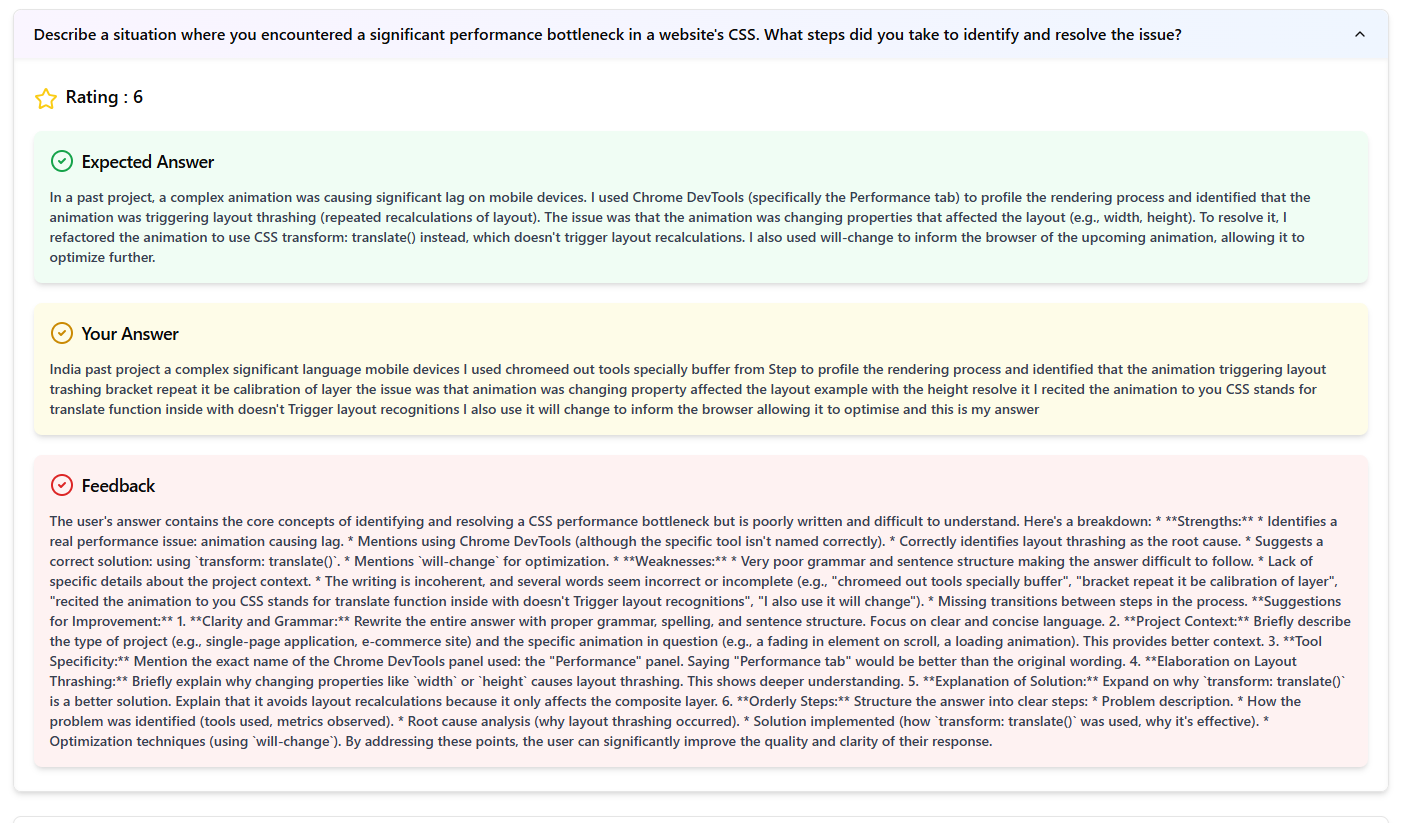 Describe a situation where you encountered a significant performance bottleneck in a website's CSS. What steps did you take to identify and resolve the issue?
Rating : 6
Expected Answer
In a past project, a complex animation was causing significant lag on mobile devices. I used Chrome DevTools (specifically the Performance tab) to profile the rendering process and identified that the
animation was triggering layout thrashing (repeated recalculations of layout). The issue was that the animation was changing properties that affected the layout (e.g., width, height). To resolve it, I
refactored the animation to use CSS transform: translate() instead, which doesn't trigger layout recalculations. I also used will-change to inform the browser of the upcoming animation, allowing it to
optimize further.
Your Answer
India past project a complex significant language mobile devices I used chromeed out tools specially buffer from Step to profile the rendering process and identified that the animation triggering layout
trashing bracket repeat it be calibration of layer the issue was that animation was changing property affected the layout example with the height resolve it I recited the animation to you CSS stands for
translate function inside with doesn't Trigger layout recognitions I also use it will change to inform the browser allowing it to optimise and this is my answer
Feedback
The user's answer contains the core concepts of identifying and resolving a CSS performance bottleneck but is poorly written and difficult to understand. Here's a breakdown: * **Strengths:** * Identifies a
real performance issue: animation causing lag. * Mentions using Chrome DevTools (although the specific tool isn't named correctly). * Correctly identifies layout thrashing as the root cause. * Suggests a
correct solution: using `transform: translate()`. * Mentions `will-change` for optimization. * **Weaknesses:** * Very poor grammar and sentence structure making the answer difficult to follow. * Lack of
specific details about the project context. * The writing is incoherent, and several words seem incorrect or incomplete (e.g., "chromeed out tools specially buffer", "bracket repeat it be calibration of layer",
"recited the animation to you CSS stands for translate function inside with doesn't Trigger layout recognitions", "I also use it will change"). * Missing transitions between steps in the process. **Suggestions
for Improvement:** 1. **Clarity and Grammar:** Rewrite the entire answer with proper grammar, spelling, and sentence structure. Focus on clear and concise language. 2. **Project Context:** Briefly describe
the type of project (e.g., single-page application, e-commerce site) and the specific animation in question (e.g., a fading in element on scroll, a loading animation). This provides better context. 3. **Tool
Specificity:** Mention the exact name of the Chrome DevTools panel used: the "Performance" panel. Saying "Performance tab" would be better than the original wording. 4. **Elaboration on Layout
Thrashing:** Briefly explain why changing properties like `width` or `height` causes layout thrashing. This shows deeper understanding. 5. **Explanation of Solution:** Expand on why `transform: translate()`
is a better solution. Explain that it avoids layout recalculations because it only affects the composite layer. 6. **Orderly Steps:** Structure the answer into clear steps: * Problem description. * How the
problem was identified (tools used, metrics observed). * Root cause analysis (why layout thrashing occurred). * Solution implemented (how `transform: translate()` was used, why it's effective). *
Optimization techniques (using `will-change`). By addressing these points, the user can significantly improve the quality and clarity of their response.